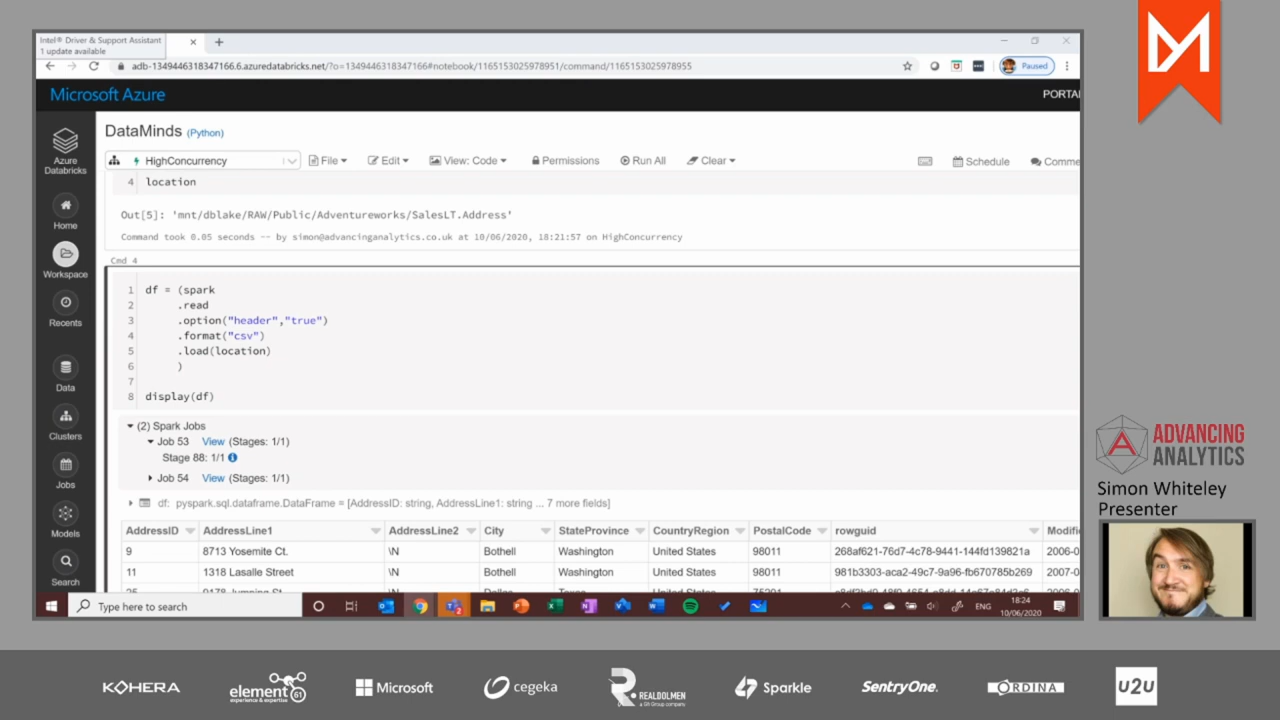 Intel® Driver & Support Assistant
1 update available
adb-1349446318347166.6.azuredatabricks.net/?o=1349446318347166#notebook/1165153025978951/command/1165153025978955
Paused
Microsoft Azure
PORTA
DataMinds (Python)
HighConcurrency
File
Edit
View: Code
Permissions
Run All
Clear
Schedule
Comme
Azure
Databricks
Home
Workspace
Recents
Data
Clusters
Jobs
Models
Search
4 location
Out[5]: 'mnt/dblake/RAW/Public/Adventureworks/SalesLT.Address'
Command took 0.05 seconds -- by simon@advancinganalytics.co.uk at 10/06/2020, 18:21:57 on HighConcurrency
Cmd 4
1 df = (spark
2 .read
3 .option("header","true")
4 .format("csv")
5 .load(location)
6 )
7
8 display(df)
(2) Spark Jobs
Job 53 View (Stages: 1/1)
Stage 88: 1/1
Job 54 View (Stages: 1/1)
df: pyspark.sql.dataframe.DataFrame = [AddressID: string, AddressLine1: string ... 7 more fields]
AddressID AddressLine1 AddressLine2 City StateProvince CountryRegion PostalCode rowguid Modifi
9 8713 Yosemite Ct. \N Bothell Washington United States 98011 268af621-76d7-4c78-9441-144fd139821a 2006-0
11 1318 Lasalle Street \N Bothell Washington United States 98011 981b3303-aca2-49c7-9a96-fb670785b269 2007-0
Type here to search
ENG
18:24
10/06/2020
ADVANCING
ANALYTICS
Simon Whiteley
Presenter
KOHERA
element 61
experience & expertise
Microsoft
cegeka
REALDOLMEN
a Gfi Group company
Sparkle
SentryOne.
ORDINA
U2U